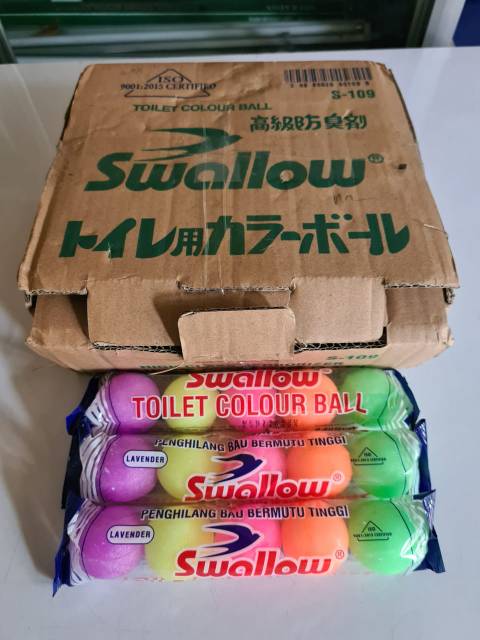 ISO
9001:2015 CERTIFIED
S-109
TOILET COLOUR BALL
高級防臭剤
Swallow®
トイレ用カラーボール
S-109
Swallow
TOILET COLOUR BALL
PENGHILANG BAU BERMUTU TINGGI
LAVENDER
ISO
Swallow®
PENGHILANG BAU BERMUTU TINGGI
LAVENDER
ISO
Swallow®